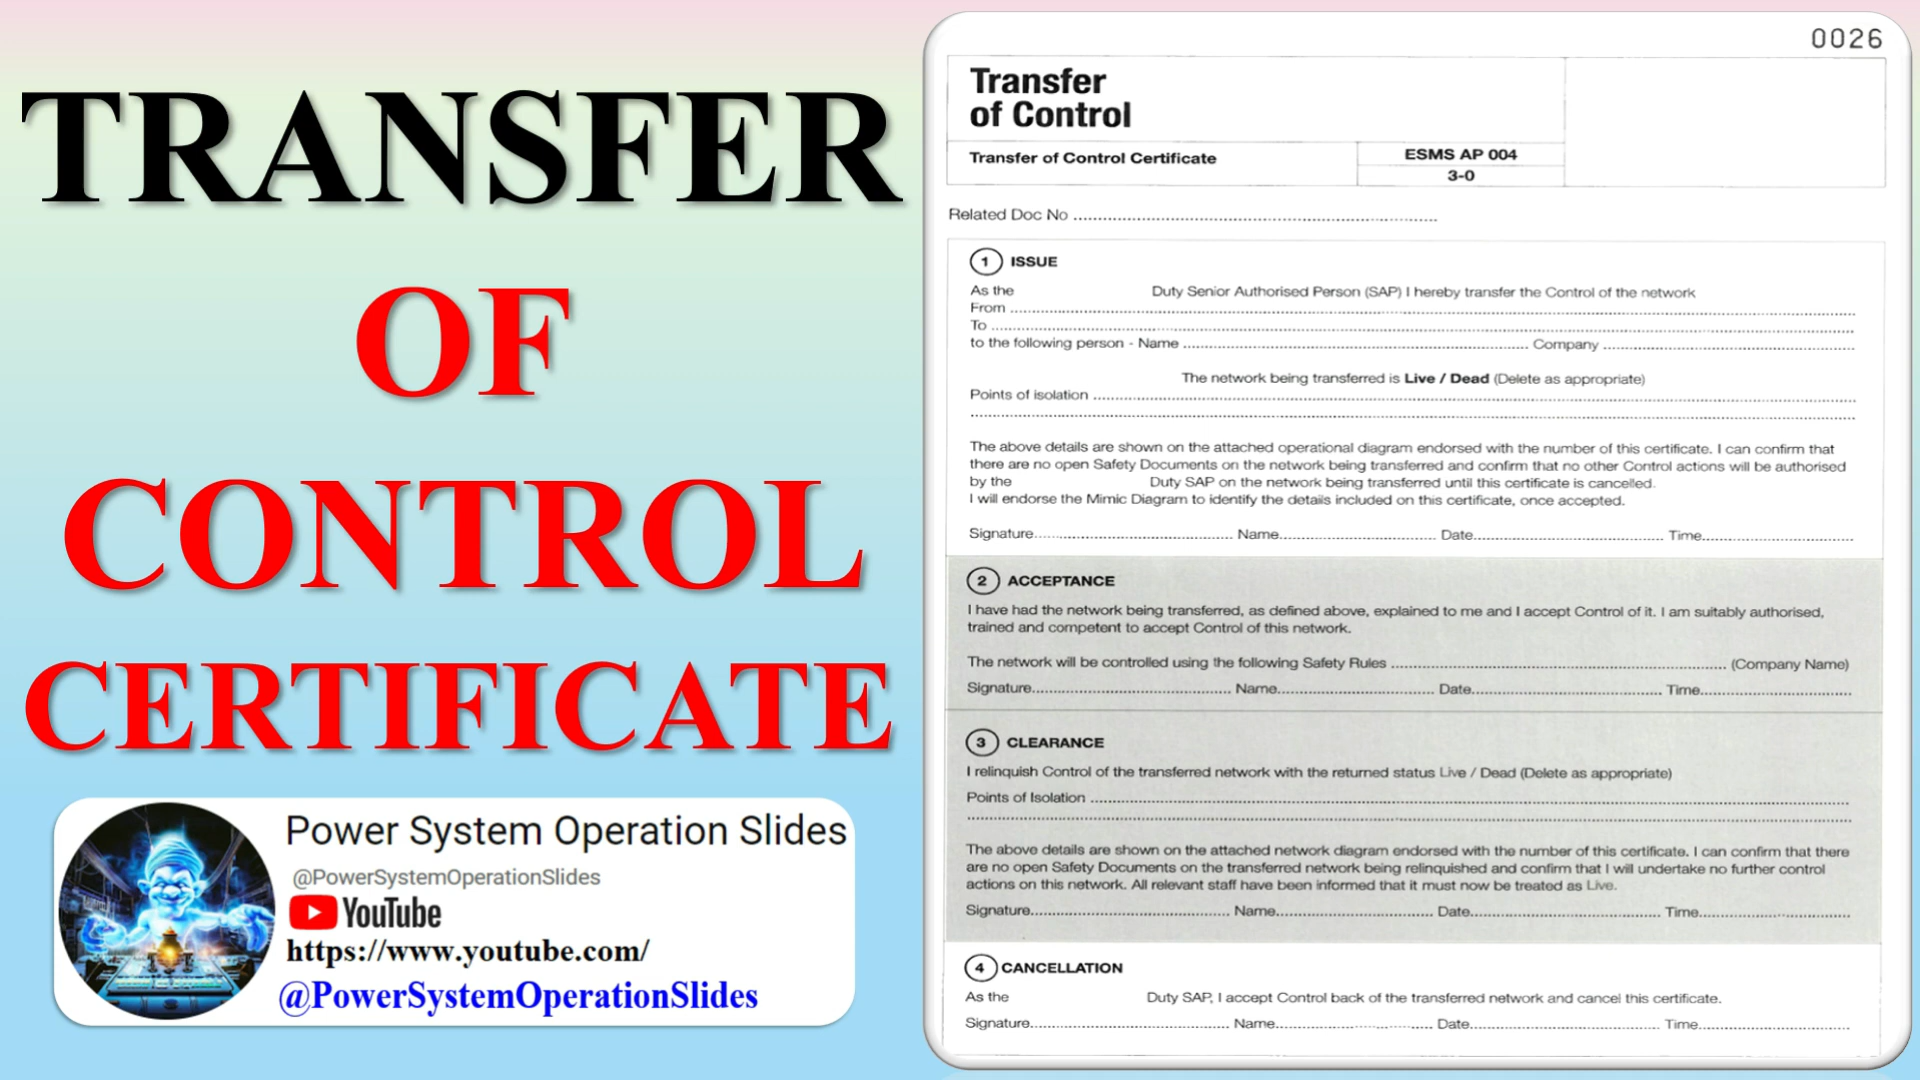 TRANSFER
OF
CONTROL
CERTIFICATE
Power System Operation Slides
@PowerSystemOperationSlides
YouTube
https://www.youtube.com/
@PowerSystemOperationSlides
0026
Transfer
of Control
Transfer of Control Certificate
ESMS AP 004
3-0
Related Doc No
1 ISSUE
As the Duty Senior Authorised Person (SAP) I hereby transfer the Control of the network
From
To
to the following person - Name Company
The network being transferred is Live / Dead (Delete as appropriate)
Points of isolation
The above details are shown on the attached operational diagram endorsed with the number of this certificate. I can confirm that
there are no open Safety Documents on the network being transferred and confirm that no other Control actions will be authorised
by the Duty SAP on the network being transferred until this certificate is cancelled.
I will endorse the Mimic Diagram to identify the details included on this certificate, once accepted.
Signature Name Date Time
2 ACCEPTANCE
I have had the network being transferred, as defined above, explained to me and I accept Control of it. I am suitably authorised,
trained and competent to accept Control of this network.
The network will be controlled using the following Safety Rules (Company Name)
Signature Name Date Time
3 CLEARANCE
I relinquish Control of the transferred network with the returned status Live / Dead (Delete as appropriate)
Points of Isolation
The above details are shown on the attached network diagram endorsed with the number of this certificate. I can confirm that there
are no open Safety Documents on the transferred network being relinquished and confirm that I will undertake no further control
actions on this network. All relevant staff have been informed that it must now be treated as Live.
Signature Name Date Time
4 CANCELLATION
As the Duty SAP, I accept Control back of the transferred network and cancel this certificate.
Signature Name Date Time